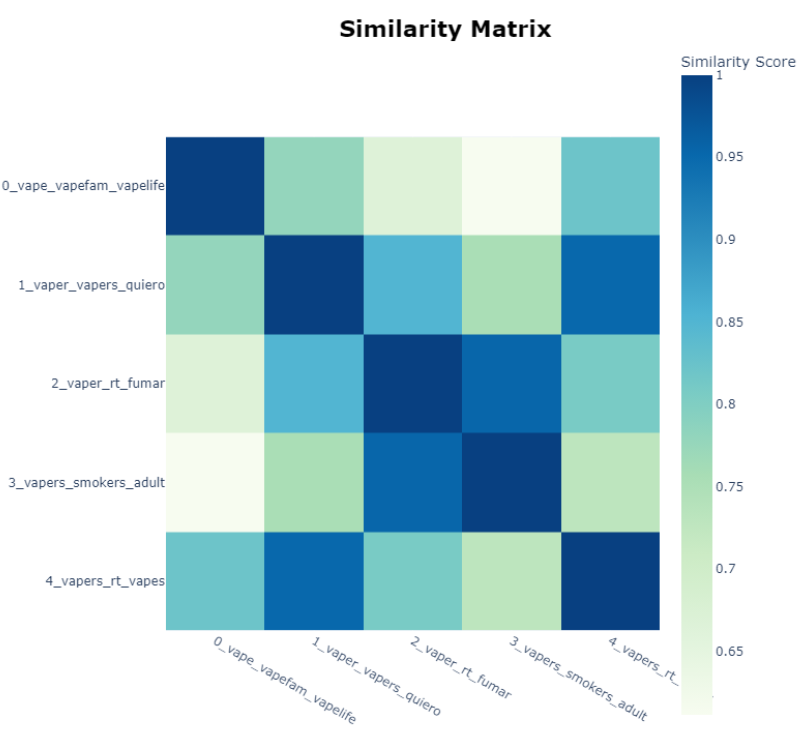 Similarity Matrix
Similarity Score
1
0.95
0.9
0.85
0.8
0.75
0.7
0.65
0_vape_vapefam_vapelife
1_vaper_vapers_quiero
2_vaper_rt_fumar
3_vapers_smokers_adult
4_vapers_rt_vapes
0_vape_vapefam_vapelife
1_vaper_vapers_quiero
2_vaper_rt_fumar
3_vapers_smokers_adult
4_vapers_rt_